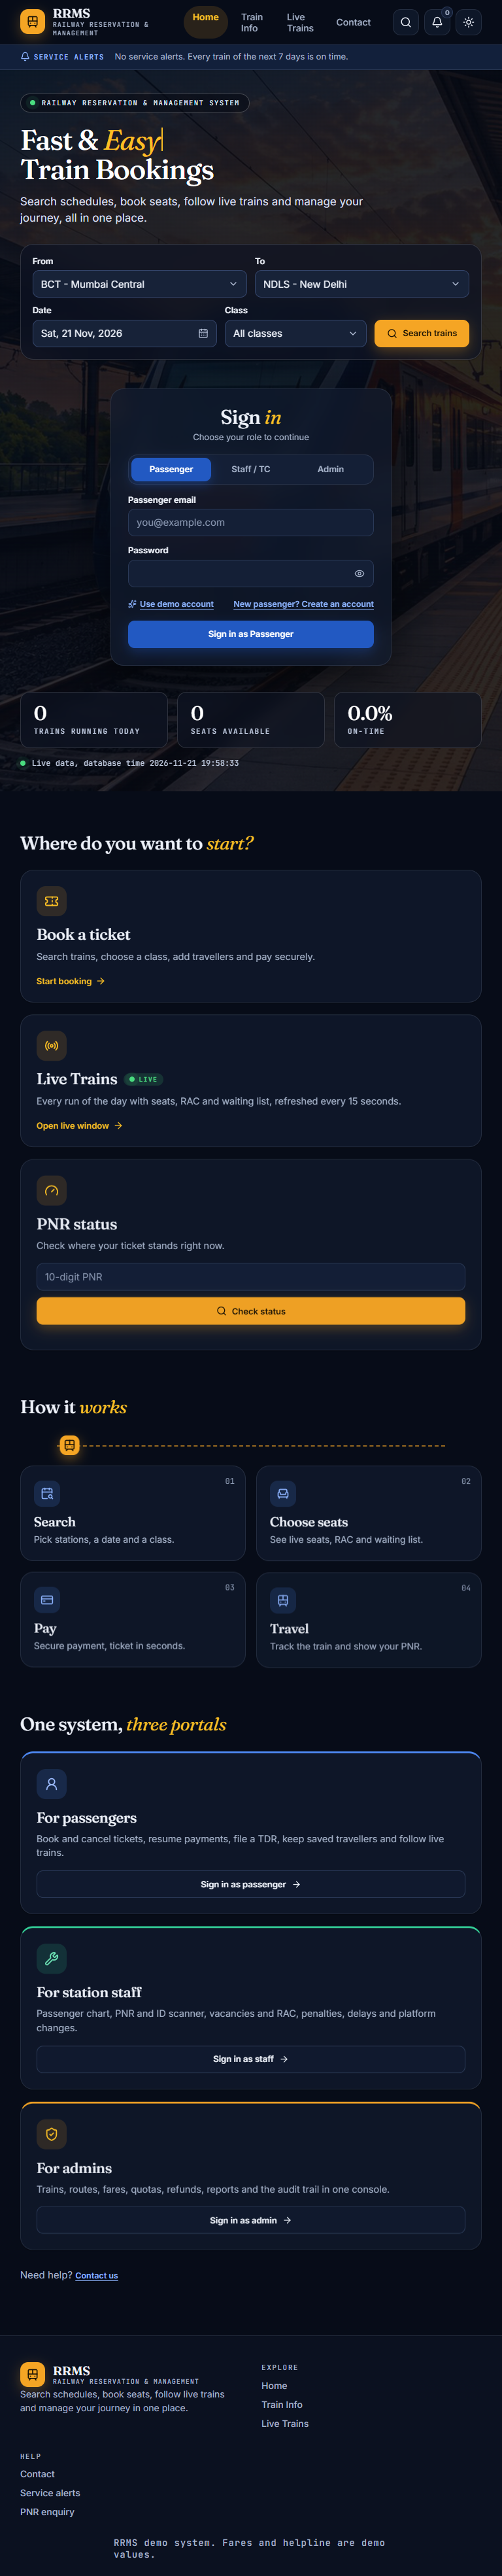 RRMS
RAILWAY RESERVATION &
MANAGEMENT
Home
Train
Info
Live
Trains
Contact
0
SERVICE ALERTS
No service alerts. Every train of the next 7 days is on time.
RAILWAY RESERVATION & MANAGEMENT SYSTEM
Fast & Easy
Train Bookings
Search schedules, book seats, follow live trains and manage your
journey, all in one place.
From
To
BCT - Mumbai Central
NDLS - New Delhi
Date
Class
Sat, 21 Nov, 2026
All classes
Search trains
Sign in
Choose your role to continue
Passenger
Staff / TC
Admin
Passenger email
you@example.com
Password
Use demo account
New passenger? Create an account
Sign in as Passenger
0
TRAINS RUNNING TODAY
0
SEATS AVAILABLE
0.0%
ON-TIME
Live data, database time 2026-11-21 19:58:33
Where do you want to start?
Book a ticket
Search trains, choose a class, add travellers and pay securely.
Start booking
Live Trains
LIVE
Every run of the day with seats, RAC and waiting list, refreshed every 15 seconds.
Open live window
PNR status
Check where your ticket stands right now.
10-digit PNR
Check status
How it works
01
Search
Pick stations, a date and a class.
02
Choose seats
See live seats, RAC and waiting list.
03
Pay
Secure payment, ticket in seconds.
04
Travel
Track the train and show your PNR.
One system, three portals
For passengers
Book and cancel tickets, resume payments, file a TDR, keep saved travellers and follow live
trains.
Sign in as passenger
For station staff
Passenger chart, PNR and ID scanner, vacancies and RAC, penalties, delays and platform
changes.
Sign in as staff
For admins
Trains, routes, fares, quotas, refunds, reports and the audit trail in one console.
Sign in as admin
Need help? Contact us
RRMS
RAILWAY RESERVATION & MANAGEMENT
Search schedules, book seats, follow live trains
and manage your journey in one place.
EXPLORE
Home
Train Info
Live Trains
HELP
Contact
Service alerts
PNR enquiry
RRMS demo system. Fares and helpline are demo
values.